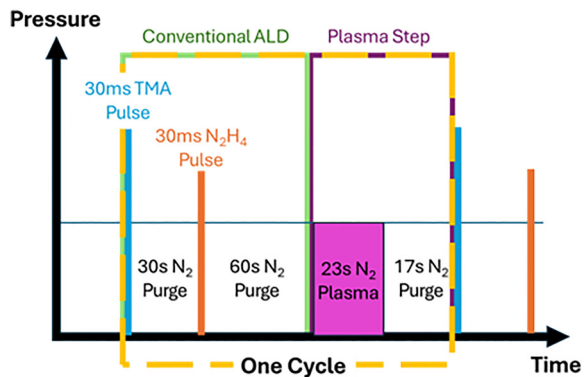 Pressure
Conventional ALD
Plasma Step
30ms TMA
Pulse
30ms N₂H₄
Pulse
30s N₂
Purge
60s N₂
Purge
23s N₂
Plasma
17s N₂
Purge
One Cycle
Time